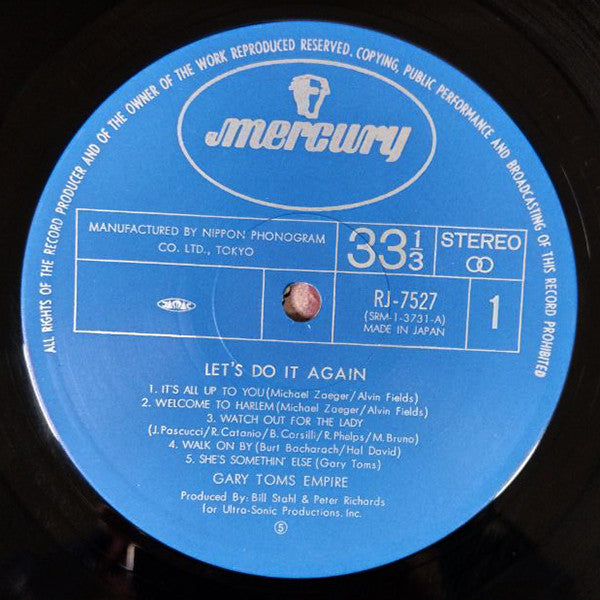 ALL RIGHTS OF THE RECORD PRODUCER AND OF THE OWNER OF THE WORK REPRODUCED RESERVED. COPYING, PUBLIC PERFORMANCE AND BROADCASTING OF THIS RECORD PROHIBITED
mercury
MANUFACTURED BY NIPPON PHONOGRAM
CO. LTD., TOKYO
33 1/3
STEREO
RJ-7527
(SRM-1-3731-A)
MADE IN JAPAN
1
LET'S DO IT AGAIN
1. IT'S ALL UP TO YOU (Michael Zaeger/Alvin Fields)
2. WELCOME TO HARLEM (Michael Zaeger/Alvin Fields)
3. WATCH OUT FOR THE LADY
(J. Pascucci/R. Catanio/B. Corsilli/R. Phelps/M. Bruno)
4. WALK ON BY (Burt Bacharach/Hal David)
5. SHE'S SOMETHIN' ELSE (Gary Toms)
GARY TOMS EMPIRE
Produced By: Bill Stahl & Peter Richards
for Ultra-Sonic Productions, Inc.
⑤